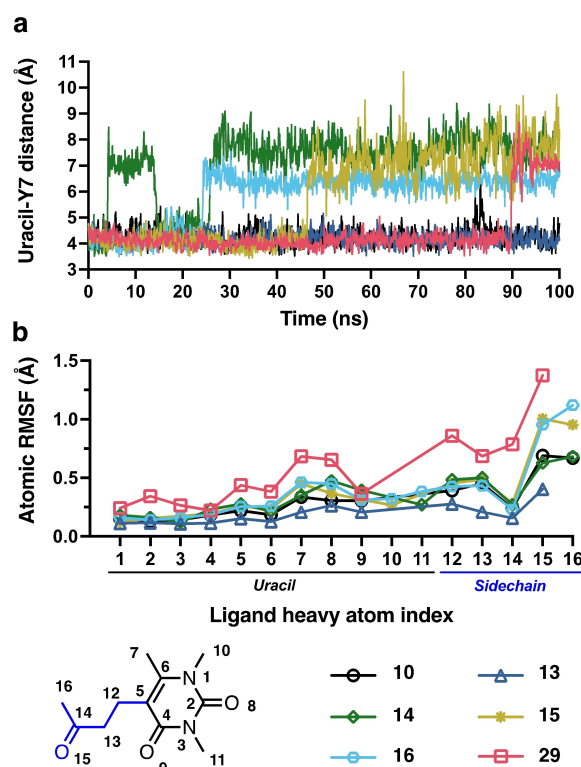 a
Uracil-Y7 distance (Å)
11
10
9
8
7
6
5
4
3
0 10 20 30 40 50 60 70 80 90 100
Time (ns)
b
Atomic RMSF (Å)
1.5
1.0
0.5
0.0
1 2 3 4 5 6 7 8 9 10 11 12 13 14 15 16
Uracil Sidechain
Ligand heavy atom index
7 10
16 12 5 6 N 1
14 4 2 O 8
O 13 O 3 N
15 9 11
10 13
14 15
16 29